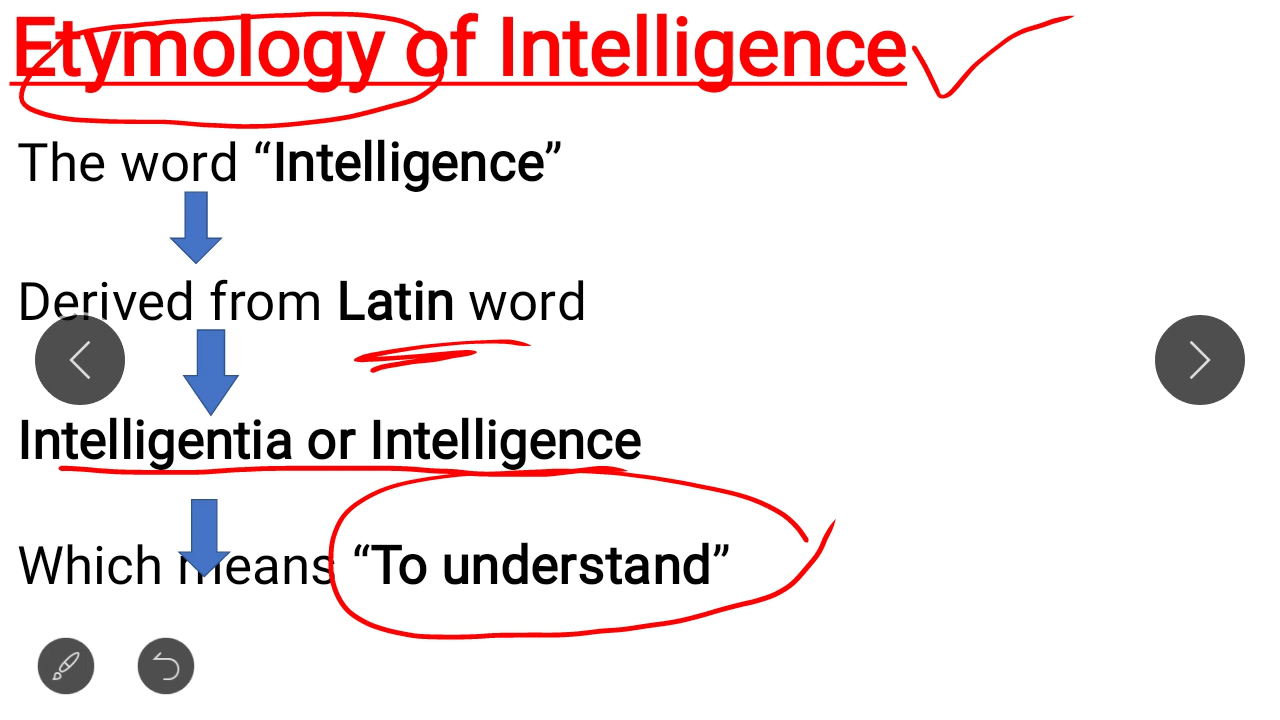 Etymology of Intelligence
The word “Intelligence”
Derived from Latin word
Intelligentia or Intelligence
Which means “To understand”